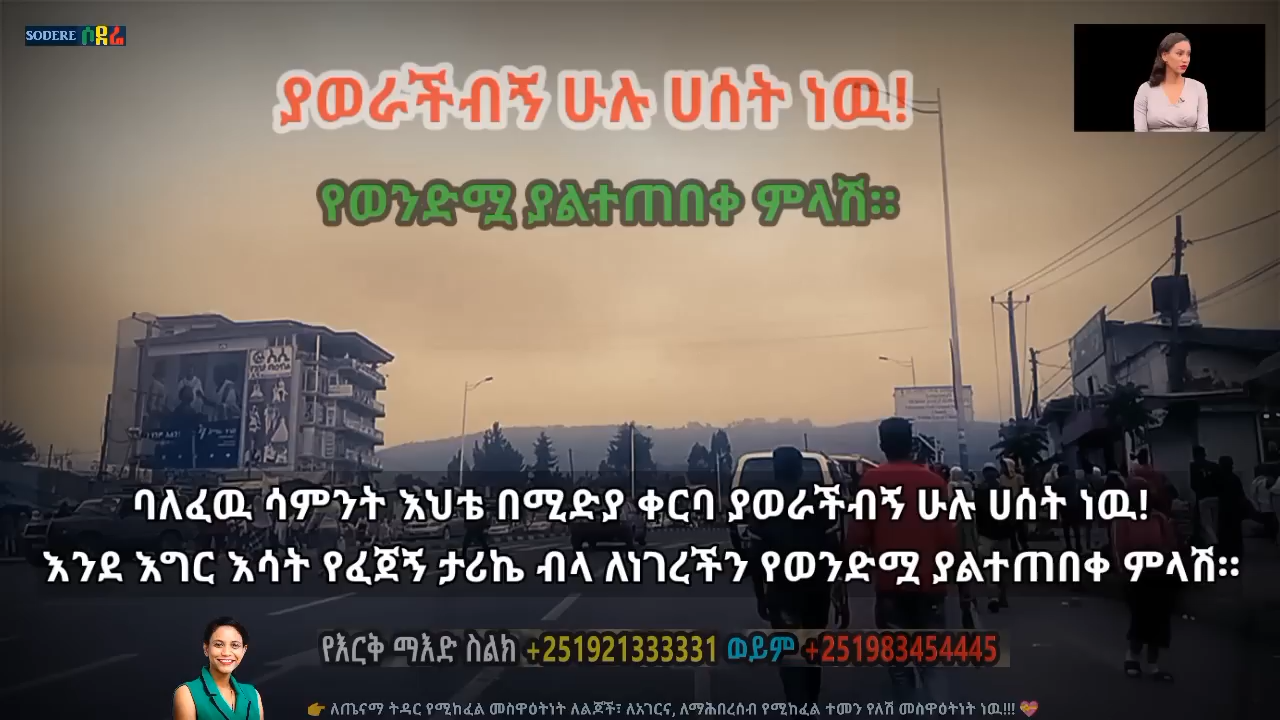 SODERE ሶደሬ
ያወራችብኝ ሁሉ ሀሰት ነዉ!
የወንድሟ ያልተጠበቀ ምላሽ።
ባለፈዉ ሳምንት እህቴ በሚድያ ቀርባ ያወራችብኝ ሁሉ ሀሰት ነዉ!
እንደ እግር እሳት የፈጀኝ ታሪኬ ብላ ለነገረችን የወንድሟ ያልተጠበቀ ምላሽ።
የእርቅ ማእድ ስልክ +251921333331 ወይም +251983454445
👉 ለጤናማ ትዳር የሚከፈል መስዋዕትነት ለልጆች፣ ለአገርና, ለማሕበረሰብ የሚከፈል ተመን የለሽ መስዋዕትነት ነዉ!!! 💝